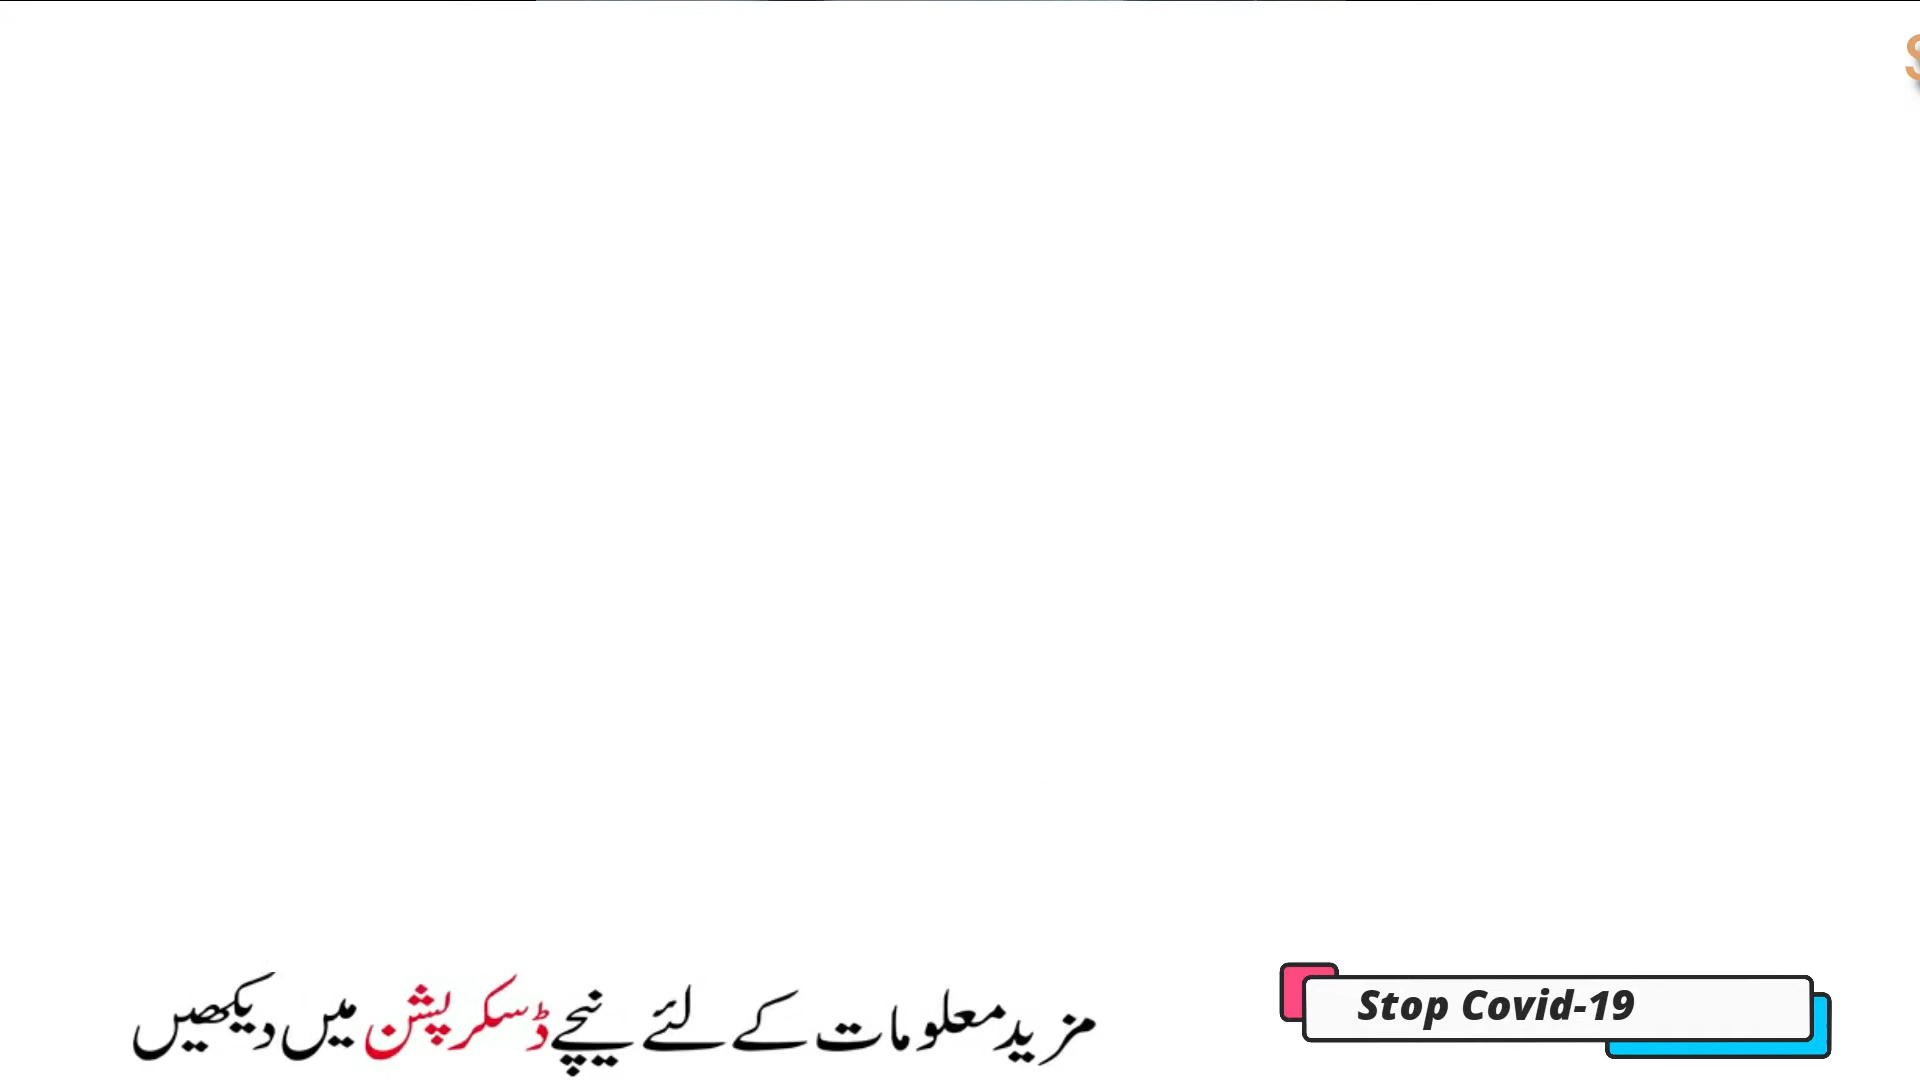 مزید معلومات کے لئے نیچے ڈسکرپشن میں دیکھیں
Stop Covid-19